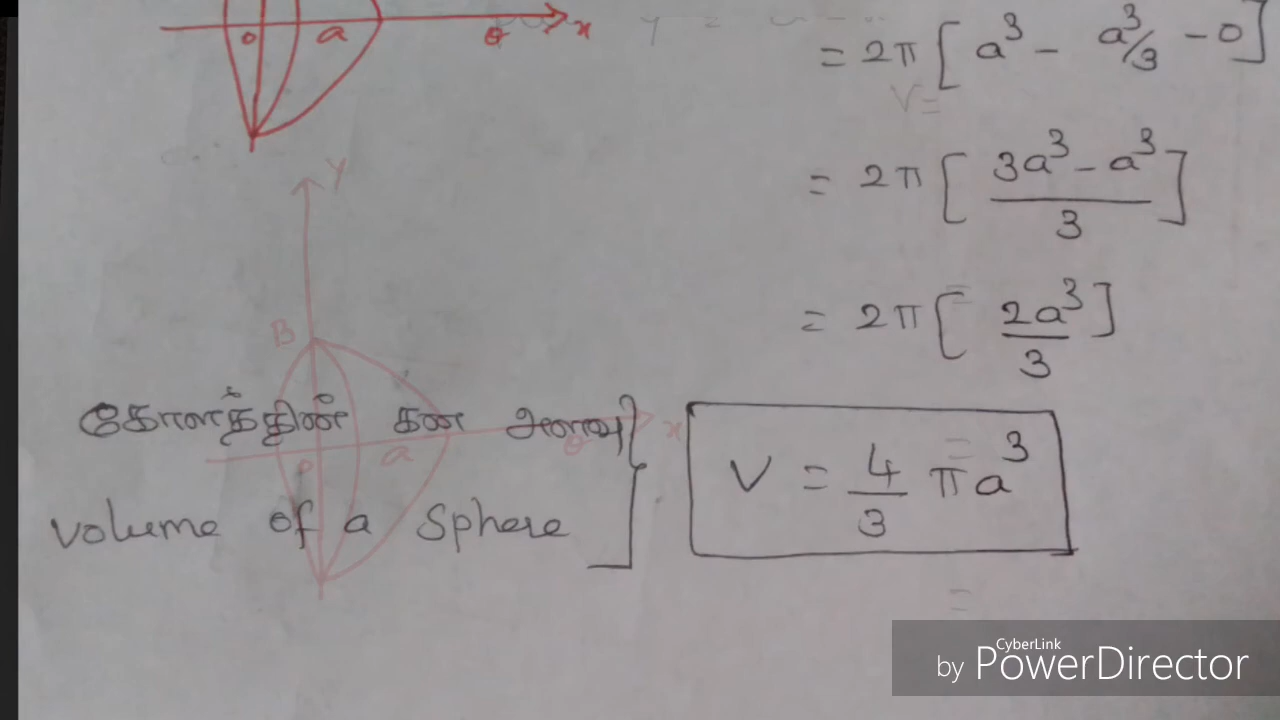 = 2π [ a³ - a³/3 - 0 ]
o a θ x
V=
= 2π [ 3a³ - a³ / 3 ]
Y
= 2π [ 2a³ / 3 ]
B
கோளத்தின் கன அளவு
o a θ x
V = 4/3 πa³
volume of a Sphere
CyberLink
by PowerDirector